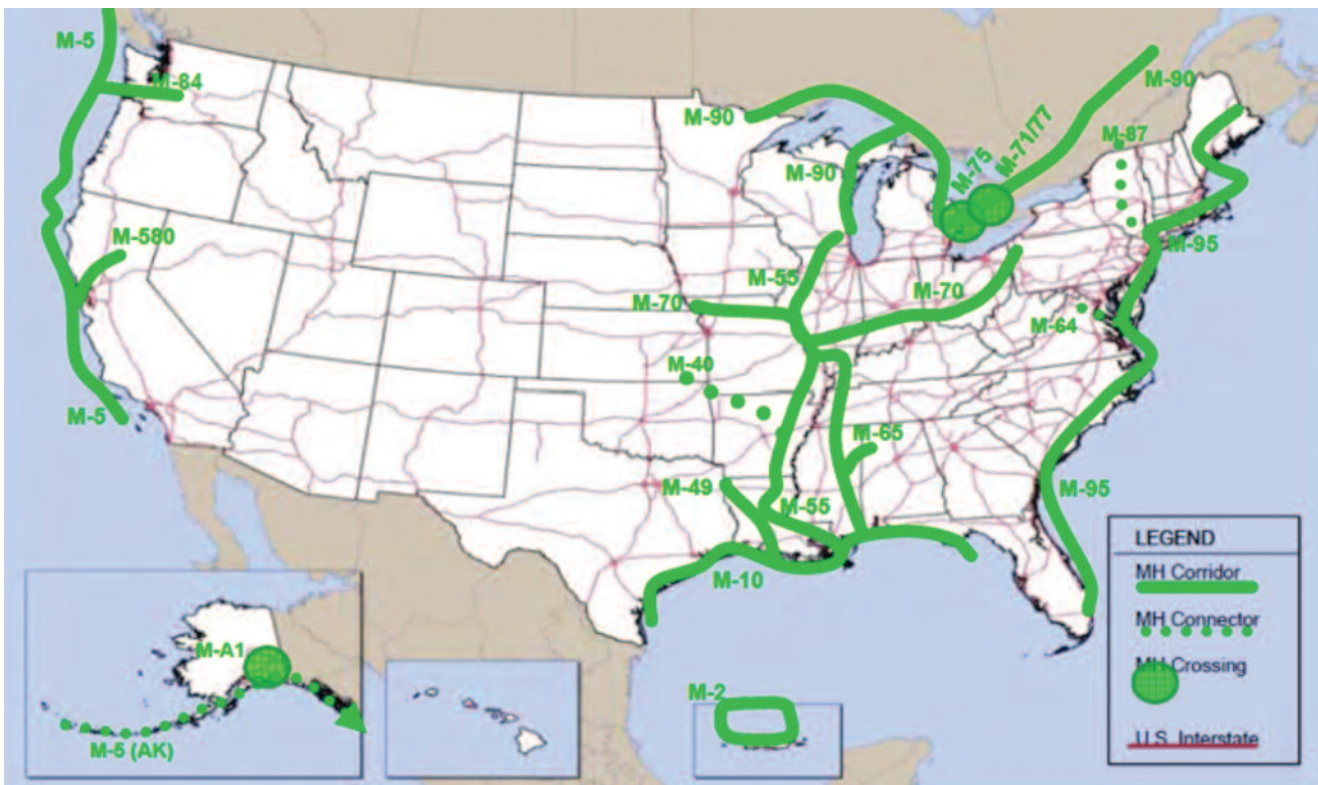 M-5
M-84
M-90
M-90
M-87
M-75
M-71/77
M-90
M-580
M-95
M-55
M-70
M-70
M-64
M-40
M-5
M-65
M-49
M-55
M-95
M-10
M-A1
M-5 (AK)
M-2
LEGEND
MH Corridor
MH Connector
MH Crossing
U.S. Interstate